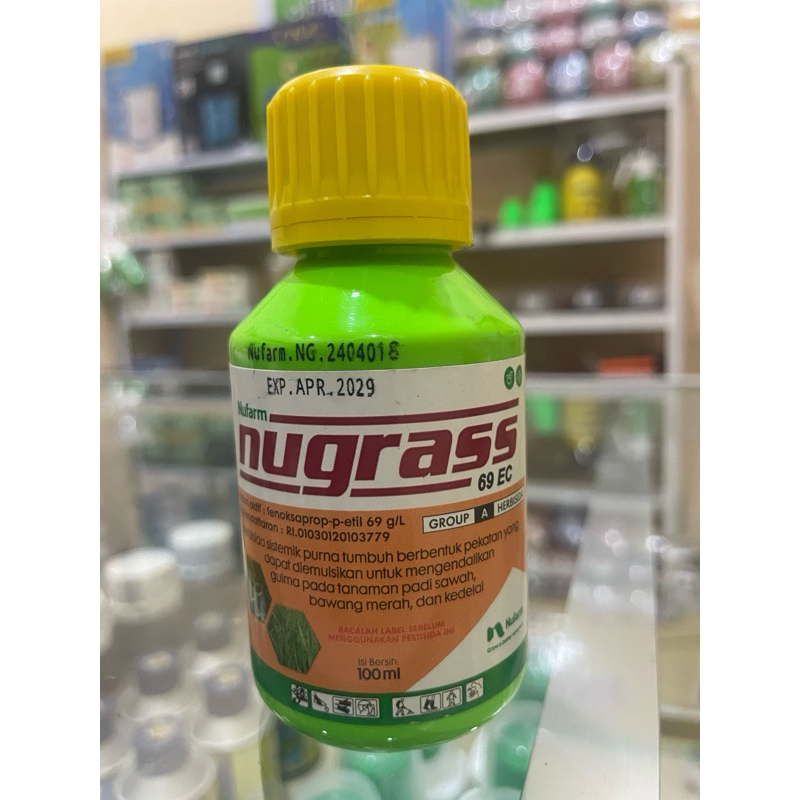 Nufarm.NG.2404018
EXP.APR.2029
Nufarm
nugrass
69 EC
: fenoksaprop-p-etil 69 g/L
: RI.01030120103779
GROUP A HERBISIDA
sistemik purna tumbuh berbentuk pekatan yang
dapat diemulsikan untuk mengendalikan
gulma pada tanaman padi sawah,
bawang merah, dan kedelai
BACALAH LABEL SEBELUM
MENGGUNAKAN PESTISIDA INI
Nufarm
Isi Bersih
100 ml